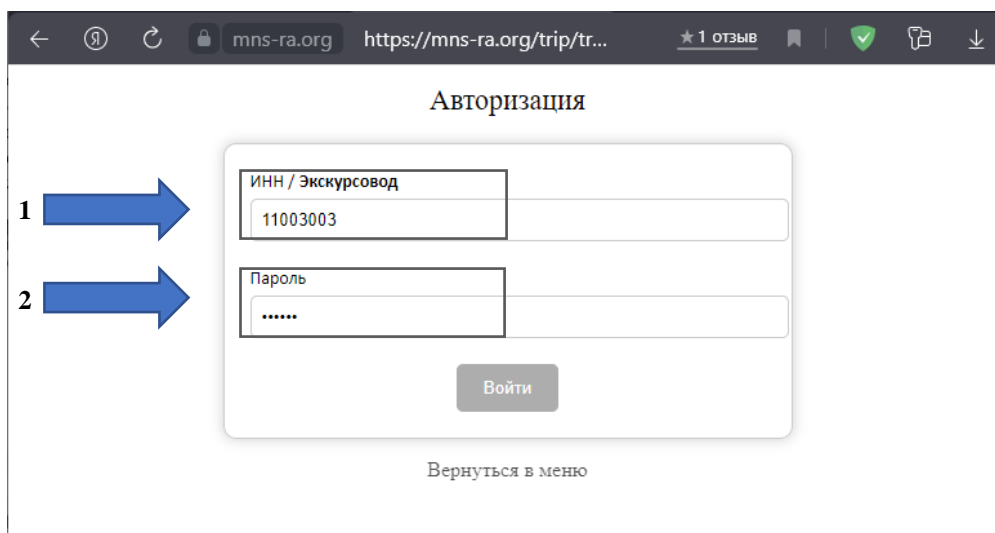 mns-ra.org https://mns-ra.org/trip/tr... ★ 1 отзыв
Авторизация
ИНН / Экскурсовод
1
11003003
Пароль
2
••••••
Войти
Вернуться в меню